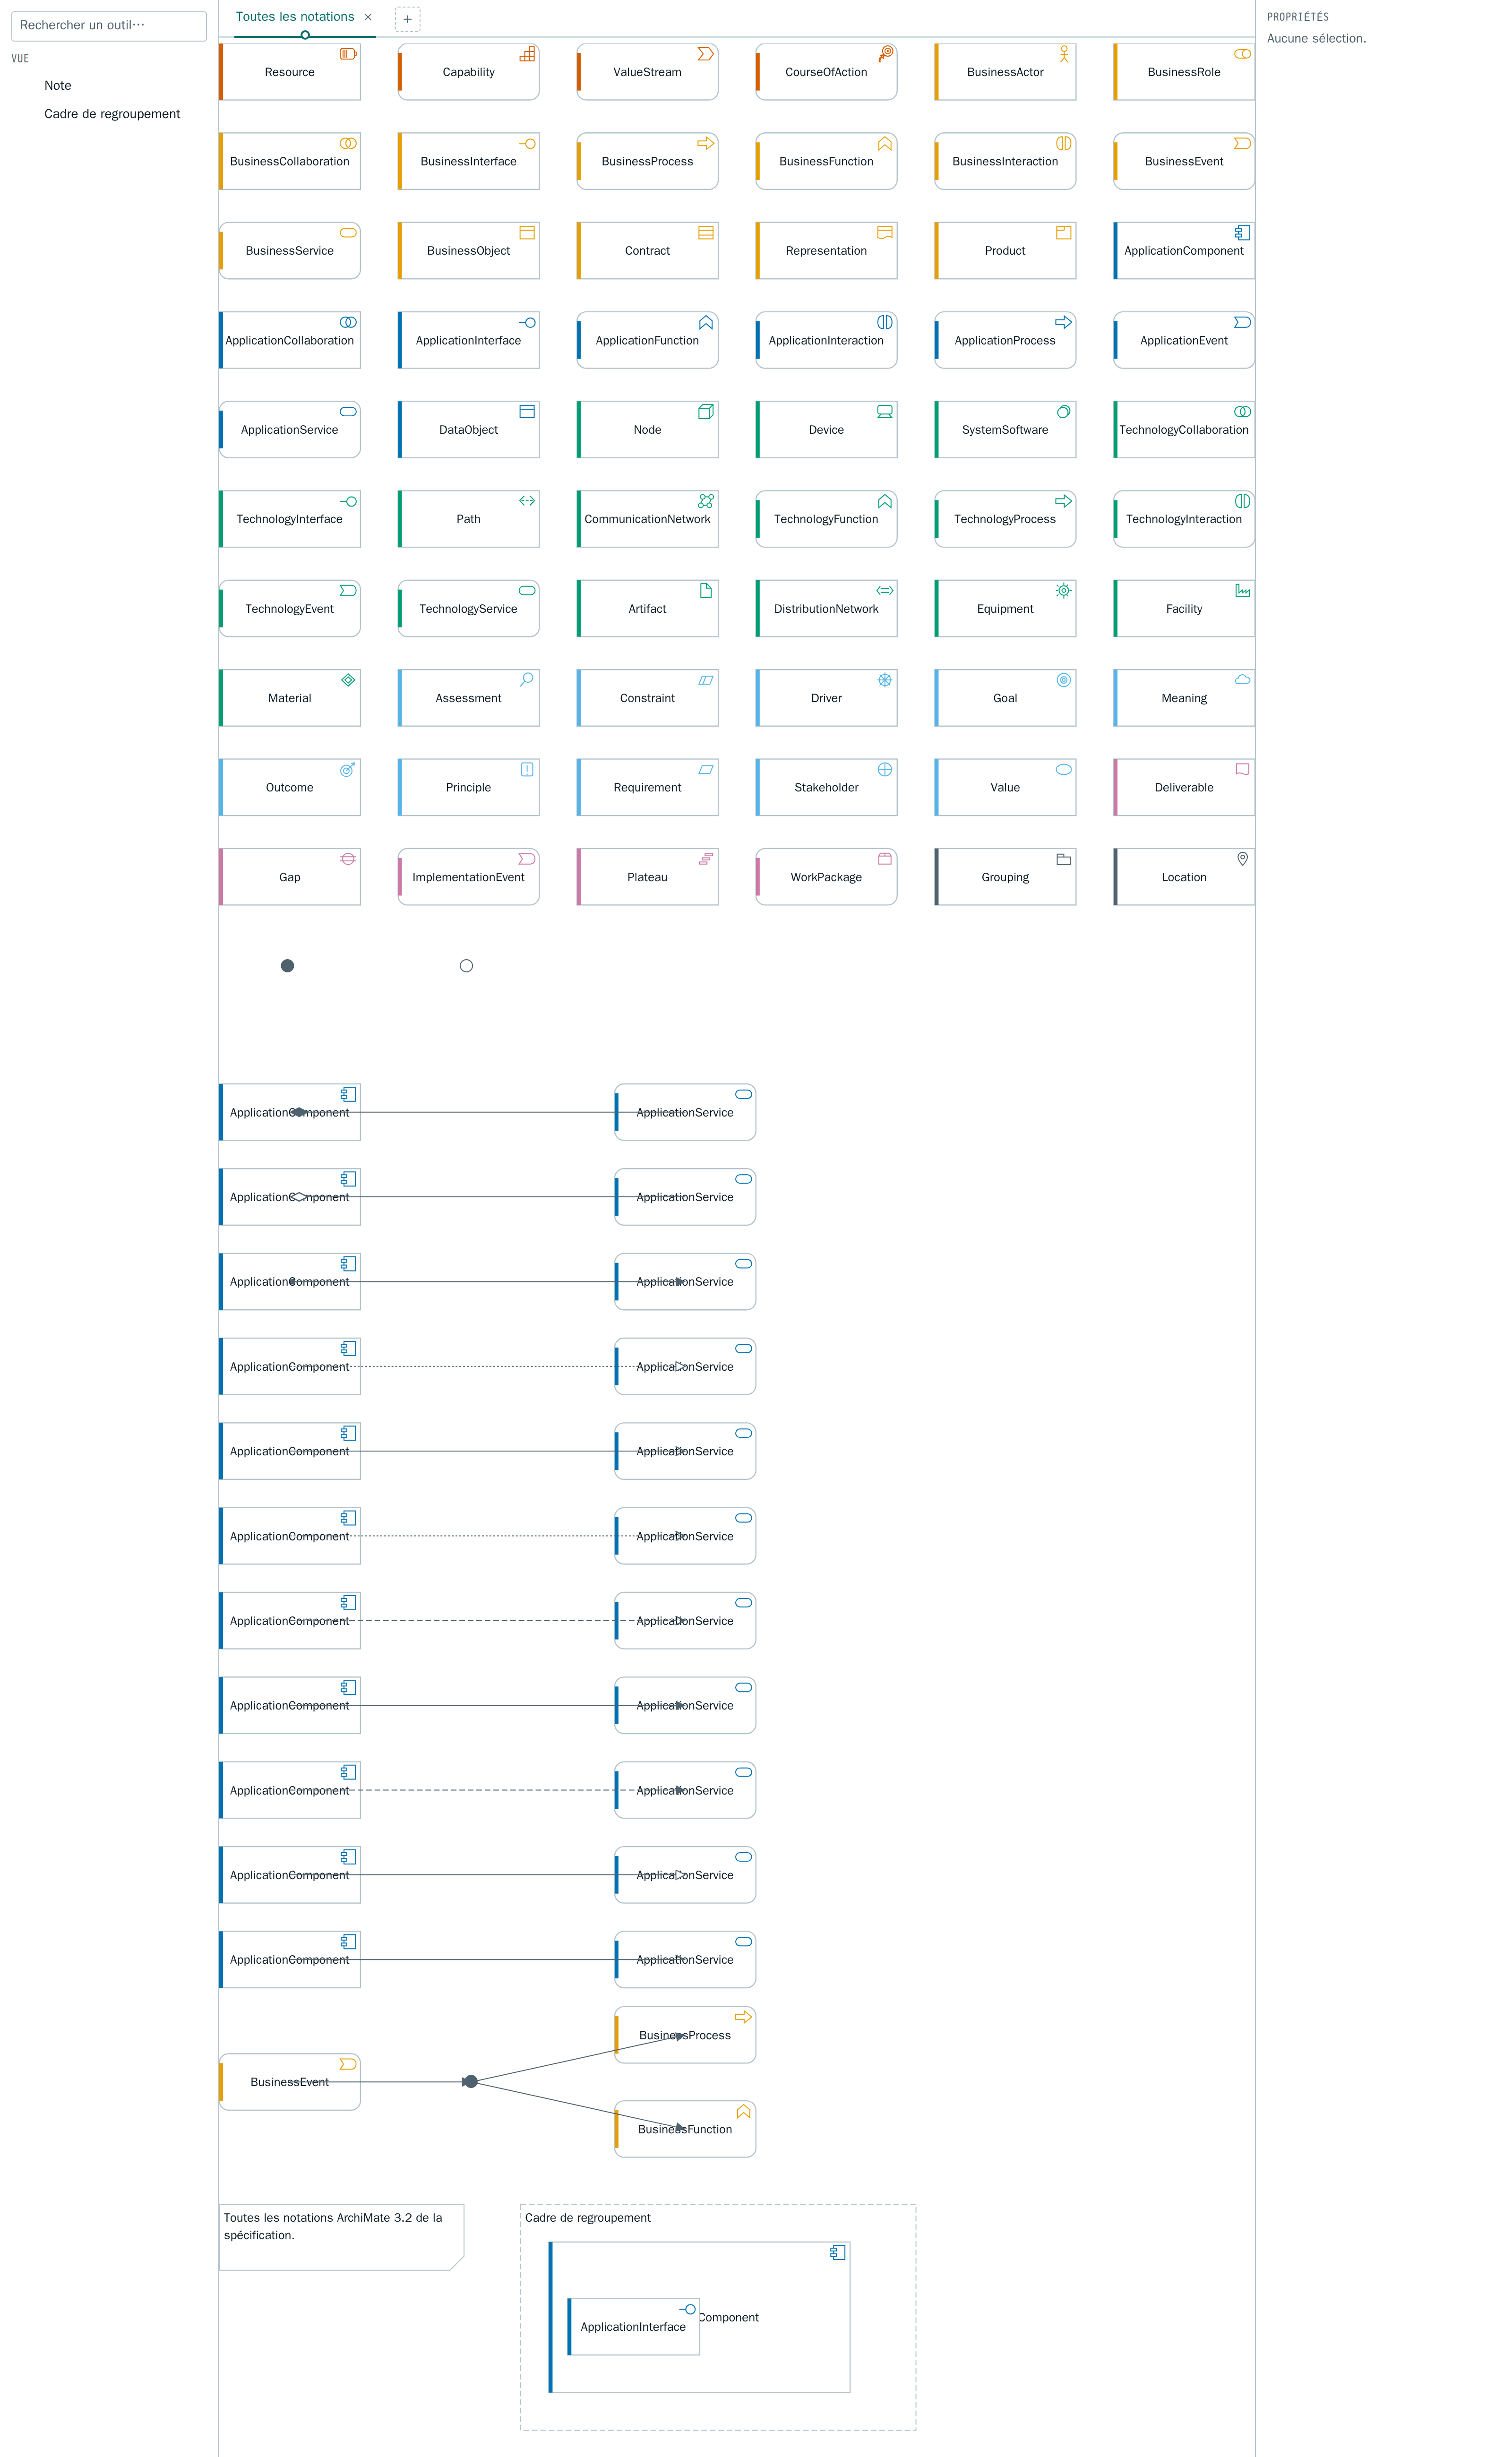 Rechercher un outil…
VUE
Note
Cadre de regroupement
Toutes les notations ×
+
PROPRIÉTÉS
Aucune sélection.
Resource
Capability
ValueStream
CourseOfAction
BusinessActor
BusinessRole
BusinessCollaboration
BusinessInterface
BusinessProcess
BusinessFunction
BusinessInteraction
BusinessEvent
BusinessService
BusinessObject
Contract
Representation
Product
ApplicationComponent
ApplicationCollaboration
ApplicationInterface
ApplicationFunction
ApplicationInteraction
ApplicationProcess
ApplicationEvent
ApplicationService
DataObject
Node
Device
SystemSoftware
TechnologyCollaboration
TechnologyInterface
Path
CommunicationNetwork
TechnologyFunction
TechnologyProcess
TechnologyInteraction
TechnologyEvent
TechnologyService
Artifact
DistributionNetwork
Equipment
Facility
Material
Assessment
Constraint
Driver
Goal
Meaning
Outcome
Principle
Requirement
Stakeholder
Value
Deliverable
Gap
ImplementationEvent
Plateau
WorkPackage
Grouping
Location
ApplicationComponent
ApplicationService
ApplicationComponent
ApplicationService
ApplicationComponent
ApplicationService
ApplicationComponent
ApplicationService
ApplicationComponent
ApplicationService
ApplicationComponent
ApplicationService
ApplicationComponent
ApplicationService
ApplicationComponent
ApplicationService
ApplicationComponent
ApplicationService
ApplicationComponent
ApplicationService
ApplicationComponent
ApplicationService
BusinessProcess
BusinessEvent
BusinessFunction
Toutes les notations ArchiMate 3.2 de la
spécification.
Cadre de regroupement
Component
ApplicationInterface